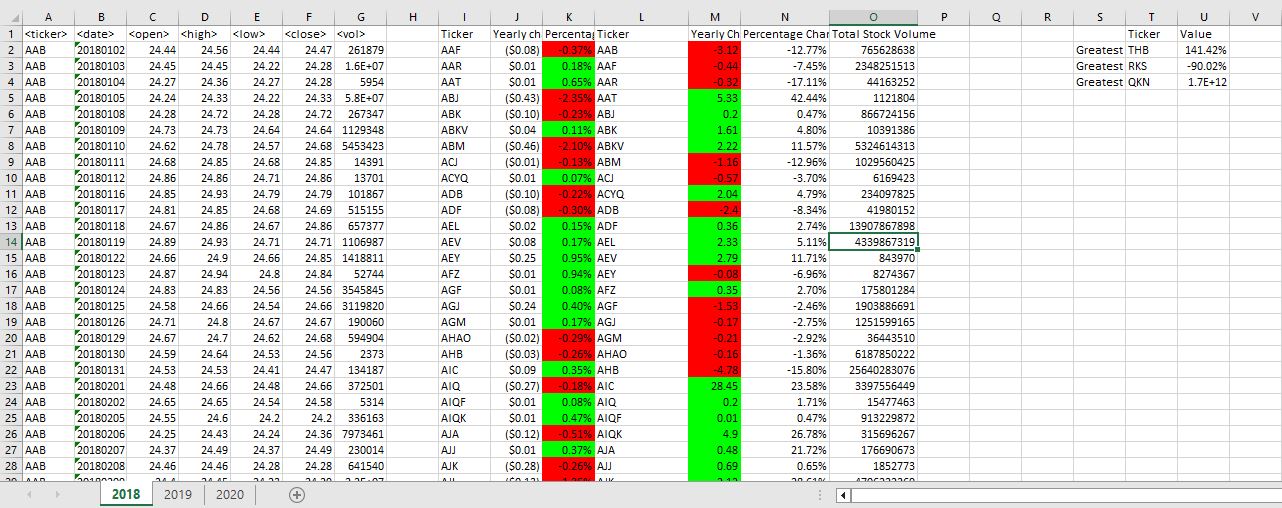 A B C D E F G H I J K L M N O P Q R S T U V
1 <ticker> <date> <open> <high> <low> <close> <vol> Ticker Yearly ch Percentag Ticker Yearly Ch Percentage Char Total Stock Volume Ticker Value
2 AAB 20180102 24.44 24.56 24.44 24.47 261879 AAF ($0.08) -0.37% AAB -3.12 -12.77% 765628638 Greatest THB 141.42%
3 AAB 20180103 24.45 24.45 24.22 24.28 1.6E+07 AAR $0.01 0.18% AAF -0.44 -7.45% 2348251513 Greatest RKS -90.02%
4 AAB 20180104 24.27 24.36 24.27 24.28 5954 AAT $0.01 0.65% AAR -0.32 -17.11% 44163252 Greatest QKN 1.7E+12
5 AAB 20180105 24.24 24.33 24.22 24.33 5.8E+07 ABJ ($0.43) -2.35% AAT 5.33 42.44% 1121804
6 AAB 20180108 24.28 24.72 24.28 24.72 267347 ABK ($0.10) -0.23% ABJ 0.2 0.47% 866724156
7 AAB 20180109 24.73 24.73 24.64 24.64 1129348 ABKV $0.04 0.11% ABK 1.61 4.80% 10391386
8 AAB 20180110 24.62 24.78 24.57 24.68 5453423 ABM ($0.46) -2.10% ABKV 2.22 11.57% 5324614313
9 AAB 20180111 24.68 24.85 24.68 24.85 14391 ACJ ($0.01) -0.13% ABM -1.16 -12.96% 1029560425
10 AAB 20180112 24.86 24.86 24.71 24.86 13701 ACYQ $0.01 0.07% ACJ -0.57 -3.70% 6169423
11 AAB 20180116 24.85 24.93 24.79 24.79 101867 ADB ($0.10) -0.22% ACYQ 2.04 4.79% 234097825
12 AAB 20180117 24.81 24.85 24.68 24.69 515155 ADF ($0.08) -0.30% ADB -2.4 -8.34% 41980152
13 AAB 20180118 24.67 24.86 24.67 24.86 657377 AEL $0.02 0.15% ADF 0.36 2.74% 13907867898
14 AAB 20180119 24.89 24.93 24.71 24.71 1106987 AEV $0.08 0.17% AEL 2.33 5.11% 4339867319
15 AAB 20180122 24.66 24.9 24.66 24.85 1418811 AEY $0.25 0.95% AEV 2.79 11.71% 843970
16 AAB 20180123 24.87 24.94 24.8 24.84 52744 AFZ $0.01 0.94% AEY -0.08 -6.96% 8274367
17 AAB 20180124 24.83 24.83 24.56 24.56 3545845 AGF $0.01 0.08% AFZ 0.35 2.70% 175801284
18 AAB 20180125 24.58 24.66 24.54 24.66 3119820 AGJ $0.24 0.40% AGF -1.53 -2.46% 1903886691
19 AAB 20180126 24.71 24.8 24.67 24.67 190060 AGM $0.01 0.17% AGJ -0.17 -2.75% 1251599165
20 AAB 20180129 24.67 24.7 24.62 24.68 594904 AHAO ($0.02) -0.29% AGM -0.21 -2.92% 36443510
21 AAB 20180130 24.59 24.64 24.53 24.56 2373 AHB ($0.03) -0.26% AHAO -0.16 -1.36% 6187850222
22 AAB 20180131 24.53 24.53 24.41 24.47 134187 AIC $0.09 0.35% AHB -4.78 -15.80% 25640283076
23 AAB 20180201 24.48 24.66 24.48 24.63 372501 AIQ ($0.27) -0.18% AIC 28.45 23.58% 3397556449
24 AAB 20180202 24.65 24.65 24.54 24.58 5314 AIQF $0.01 0.08% AIQ 0.2 1.71% 15477463
25 AAB 20180205 24.55 24.6 24.2 24.2 336163 AIQK $0.01 0.47% AIQF 0.01 0.47% 913229872
26 AAB 20180206 24.25 24.43 24.24 24.36 7973461 AJA ($0.12) -0.51% AIQK 4.9 26.78% 315696267
27 AAB 20180207 24.37 24.49 24.37 24.49 230014 AJJ $0.01 0.37% AJA 0.48 21.72% 176690673
28 AAB 20180208 24.46 24.46 24.28 24.28 641540 AJK ($0.28) -0.26% AJJ 0.69 0.65% 1852773
2018 2019 2020